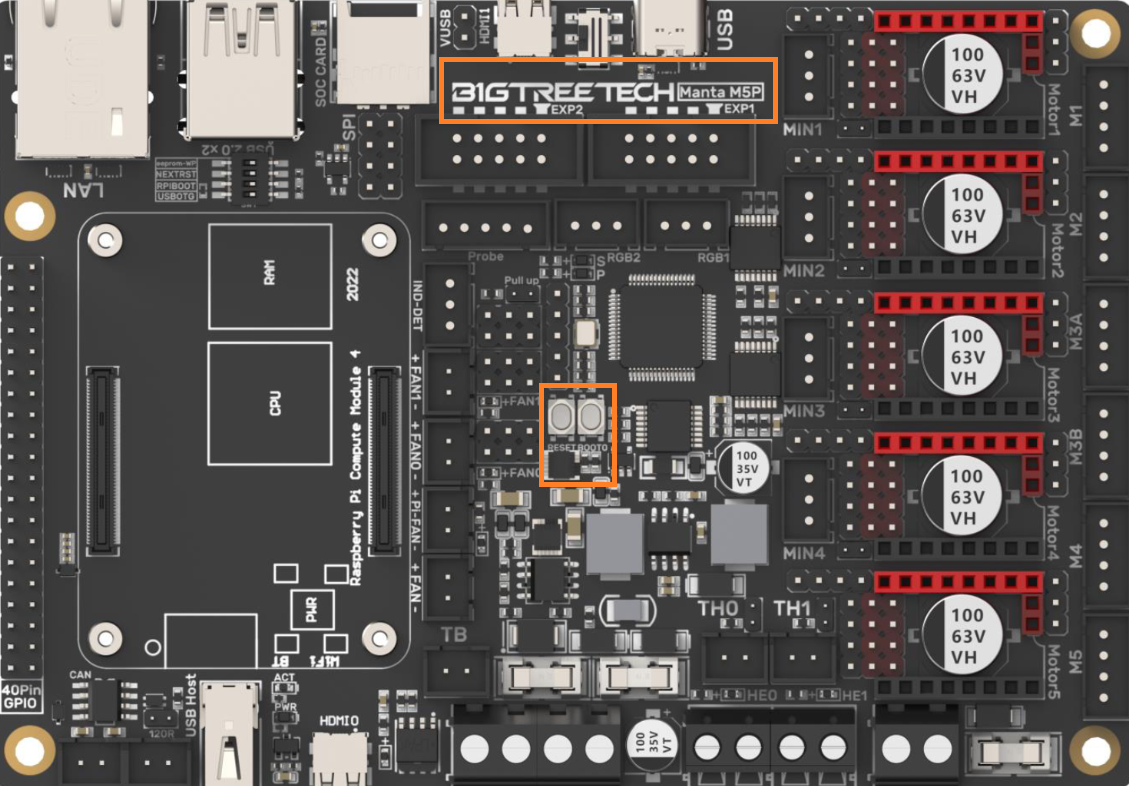 VUSB
HDMI1
USB
SOC CARD
BIGTREETECH Manta M5P
EXP2
EXP1
SPI
USB 2.0 x2
LAN
eeprom-WP
NEXTRST
RPIBOOT
USBOTG
MIN1
100
63V
VH
Motor1
M1
Probe
RGB2
RGB1
MIN2
100
63V
VH
Motor2
M2
RAM
2022
Pull up
S
P
IND-DET
MIN3
100
63V
VH
Motor3
M3A
CPU
Raspberry Pi Compute Module 4
+ FAN1 -
+FAN1
+ FAN0 -
+FAN0
RESET
BOOT0
100
35V
VT
MIN4
100
63V
VH
Motor4
M3B
+ PI-FAN -
+ FAN -
M4
PWR
BT
WiFi
TB
TH0
TH1
HE0
HE1
100
63V
VH
Motor5
M5
40Pin
GPIO
CAN
120R
USB Host
ACT
PWR
HDMI0
100
35V
VT